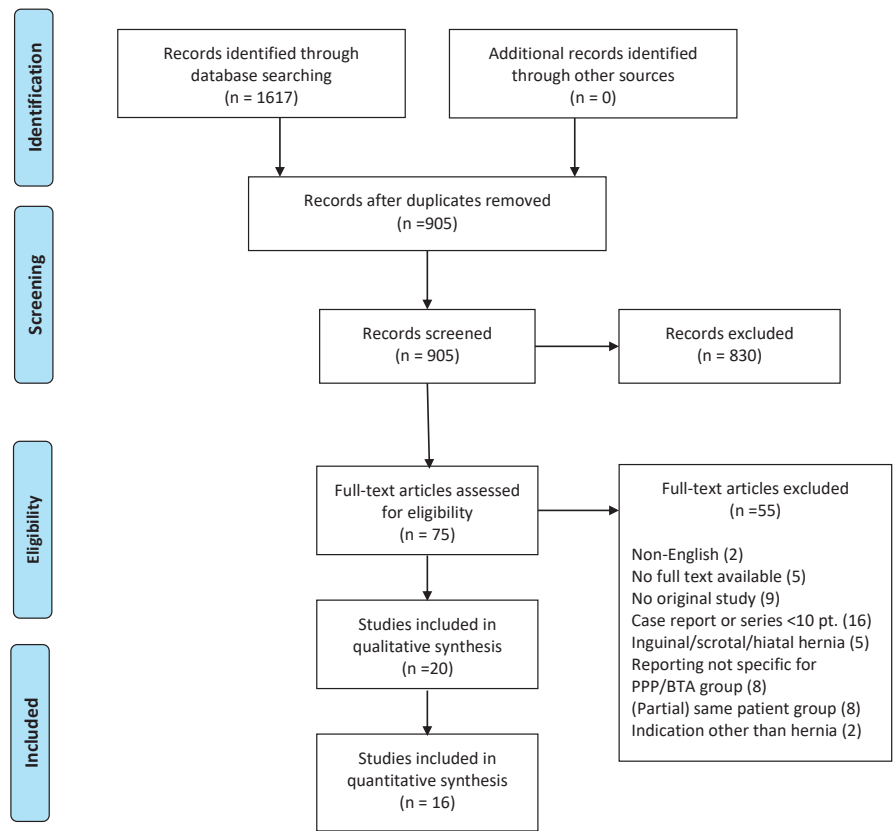 Identification
Records identified through
database searching
(n = 1617)
Additional records identified
through other sources
(n = 0)
Records after duplicates removed
(n =905)
Screening
Records screened
(n = 905)
Records excluded
(n = 830)
Eligibility
Full-text articles assessed
for eligibility
(n = 75)
Full-text articles excluded
(n =55)
Non-English (2)
No full text available (5)
No original study (9)
Case report or series <10 pt. (16)
Inguinal/scrotal/hiatal hernia (5)
Reporting not specific for
PPP/BTA group (8)
(Partial) same patient group (8)
Indication other than hernia (2)
Studies included in
qualitative synthesis
(n =20)
Included
Studies included in
quantitative synthesis
(n = 16)